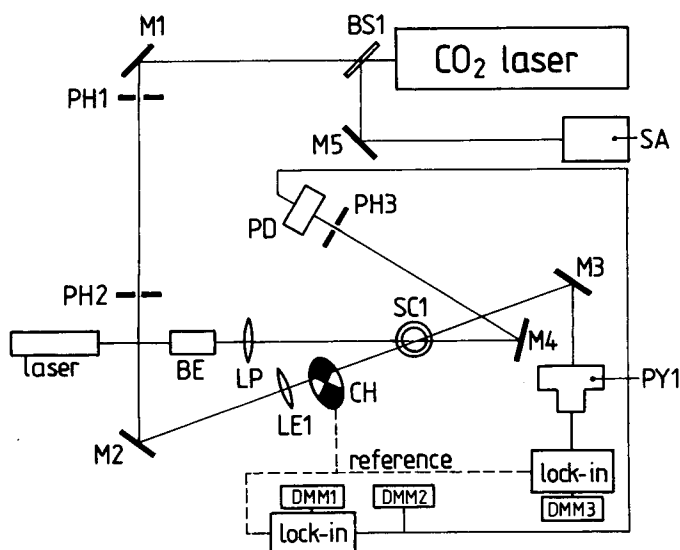 M1
BS1
CO₂ laser
PH1
M5
SA
PH3
PD
M3
PH2
SC1
M4
laser
BE
LP
LE1
CH
PY1
M2
reference
lock-in
DMM1
DMM2
DMM3
lock-in